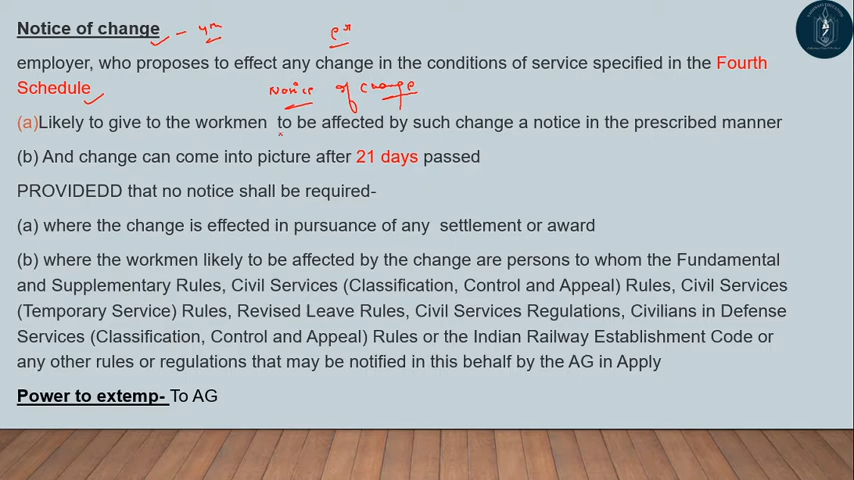 Notice of change
employer, who proposes to effect any change in the conditions of service specified in the Fourth
Schedule
Notice of change
(a)Likely to give to the workmen to be affected by such change a notice in the prescribed manner
(b) And change can come into picture after 21 days passed
PROVIDEDD that no notice shall be required-
(a) where the change is effected in pursuance of any settlement or award
(b) where the workmen likely to be affected by the change are persons to whom the Fundamental
and Supplementary Rules, Civil Services (Classification, Control and Appeal) Rules, Civil Services
(Temporary Service) Rules, Revised Leave Rules, Civil Services Regulations, Civilians in Defense
Services (Classification, Control and Appeal) Rules or the Indian Railway Establishment Code or
any other rules or regulations that may be notified in this behalf by the AG in Apply
Power to extemp- To AG